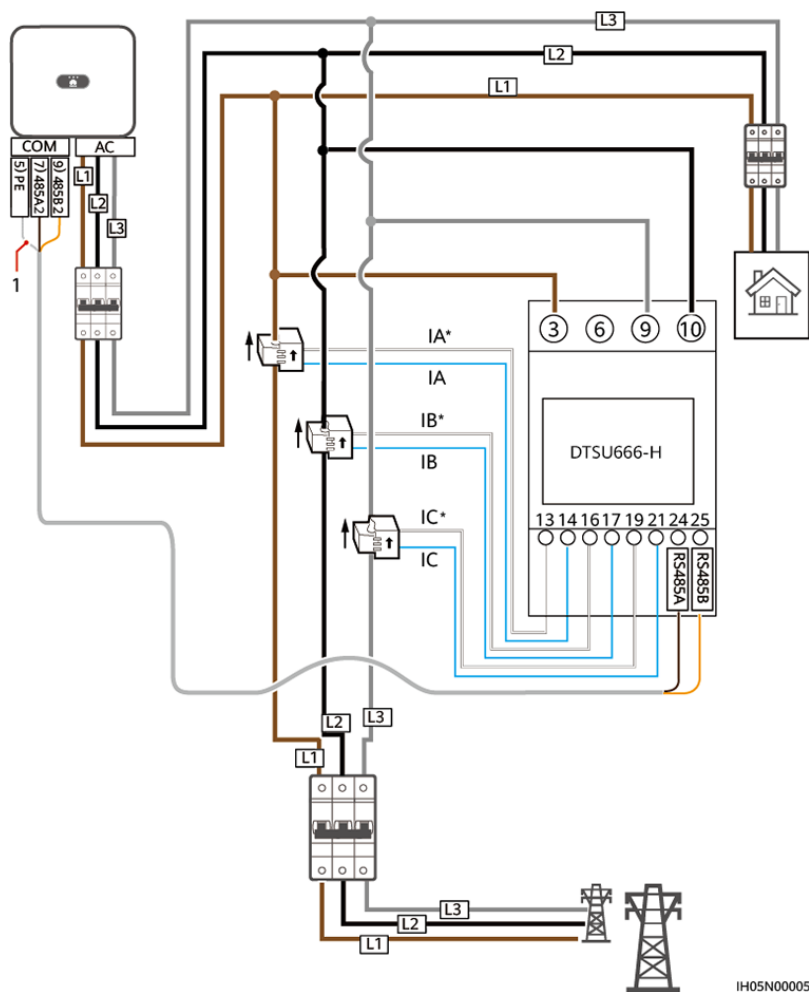 L3
L2
L1
COM
AC
5) PE
7) 485A2
9) 485B2
L1
L2
L3
1
3
6
9
10
IA*
IA
IB*
IB
IC*
IC
DTSU666-H
13 14 16 17 19 21 24 25
RS485A
RS485B
L3
L2
L1
L3
L2
L1
IH05N00005